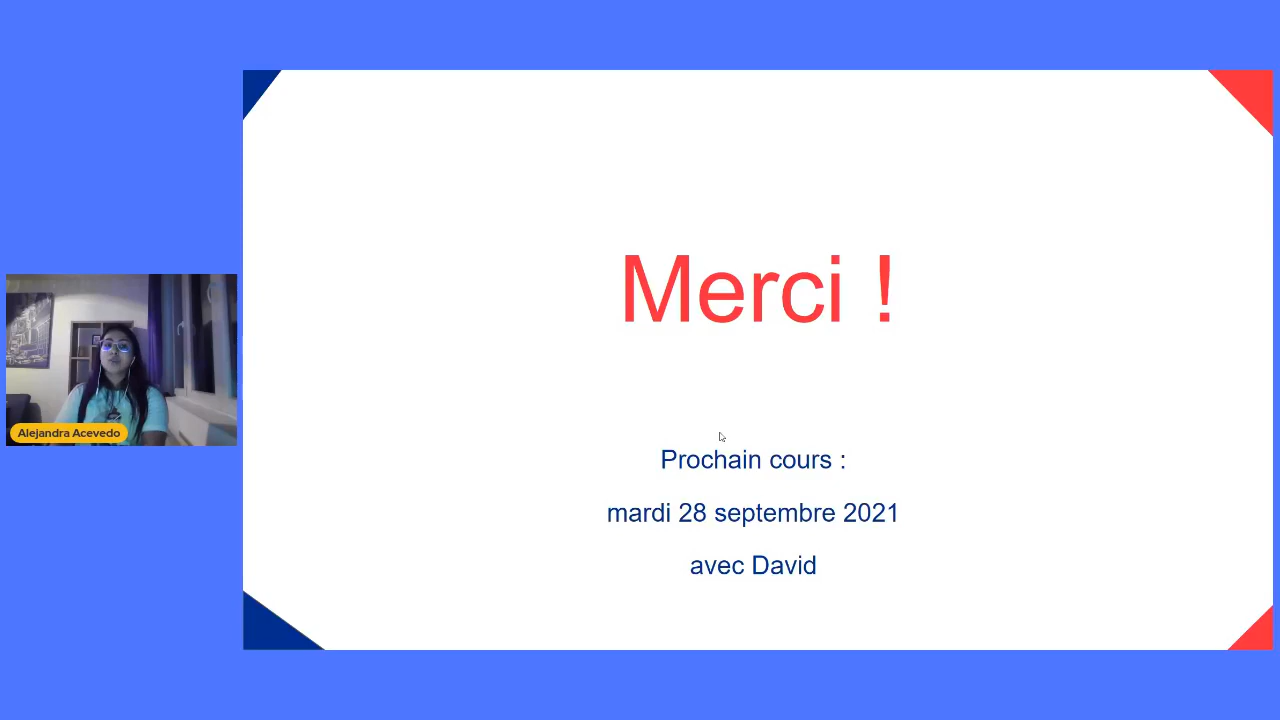 Merci !
Prochain cours :
mardi 28 septembre 2021
avec David
Alejandra Acevedo